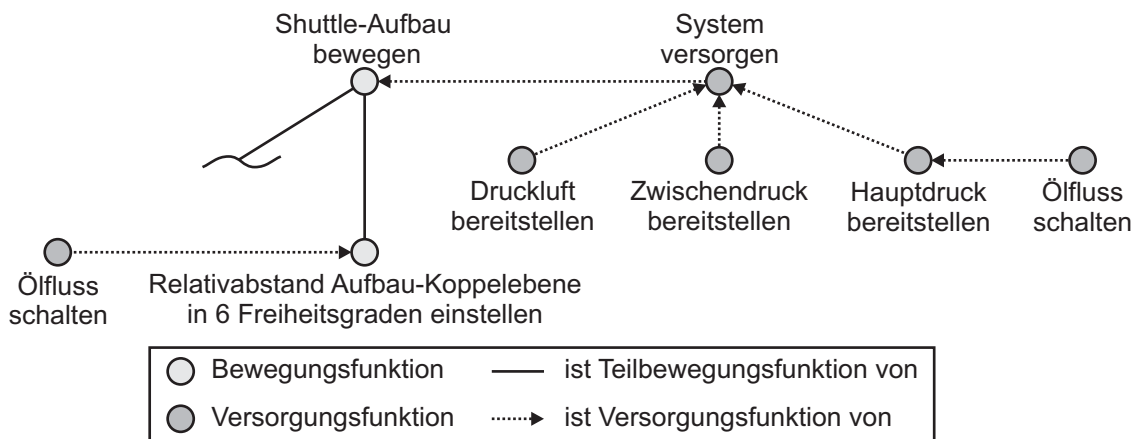 Shuttle-Aufbau
bewegen
System
versorgen
Druckluft
bereitstellen
Zwischendruck
bereitstellen
Hauptdruck
bereitstellen
Ölfluss
schalten
Ölfluss
schalten
Relativabstand Aufbau-Koppelebene
in 6 Freiheitsgraden einstellen
Bewegungsfunktion
ist Teilbewegungsfunktion von
Versorgungsfunktion
ist Versorgungsfunktion von